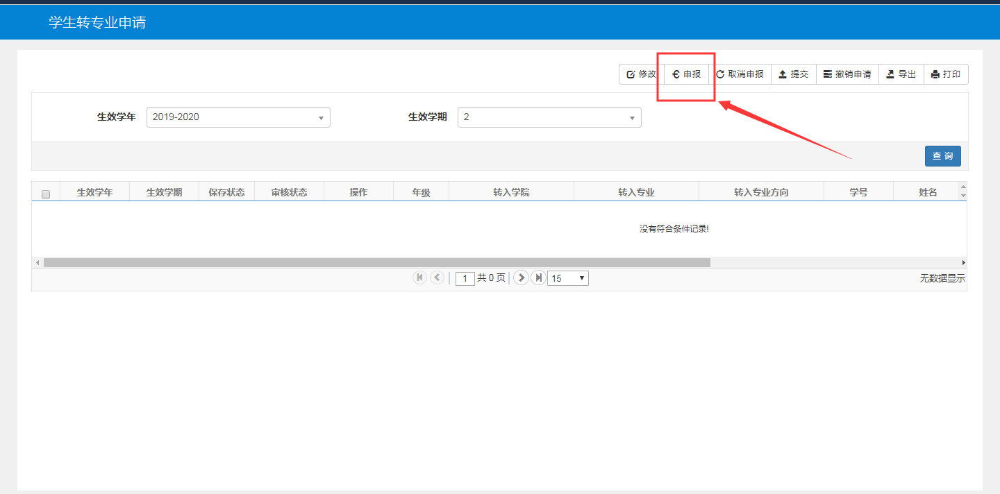 学生转专业申请
修改 申报 取消申报 提交 撤销申请 导出 打印
生效学年 2019-2020 生效学期 2
查 询
生效学年 生效学期 保存状态 审核状态 操作 年级 转入学院 转入专业 转入专业方向 学号 姓名
没有符合条件记录!
1 共 0 页 15 无数据显示